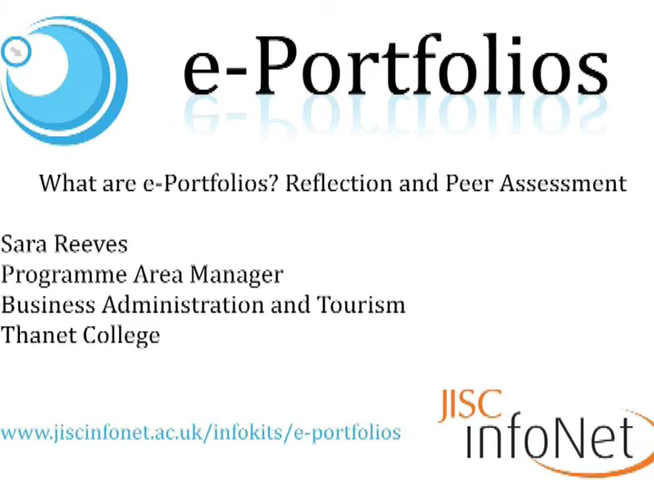 e-Portfolios
What are e-Portfolios? Reflection and Peer Assessment
Sara Reeves
Programme Area Manager
Business Administration and Tourism
Thanet College
www.jiscinfonet.ac.uk/infokits/e-portfolios
JISC
infoNet